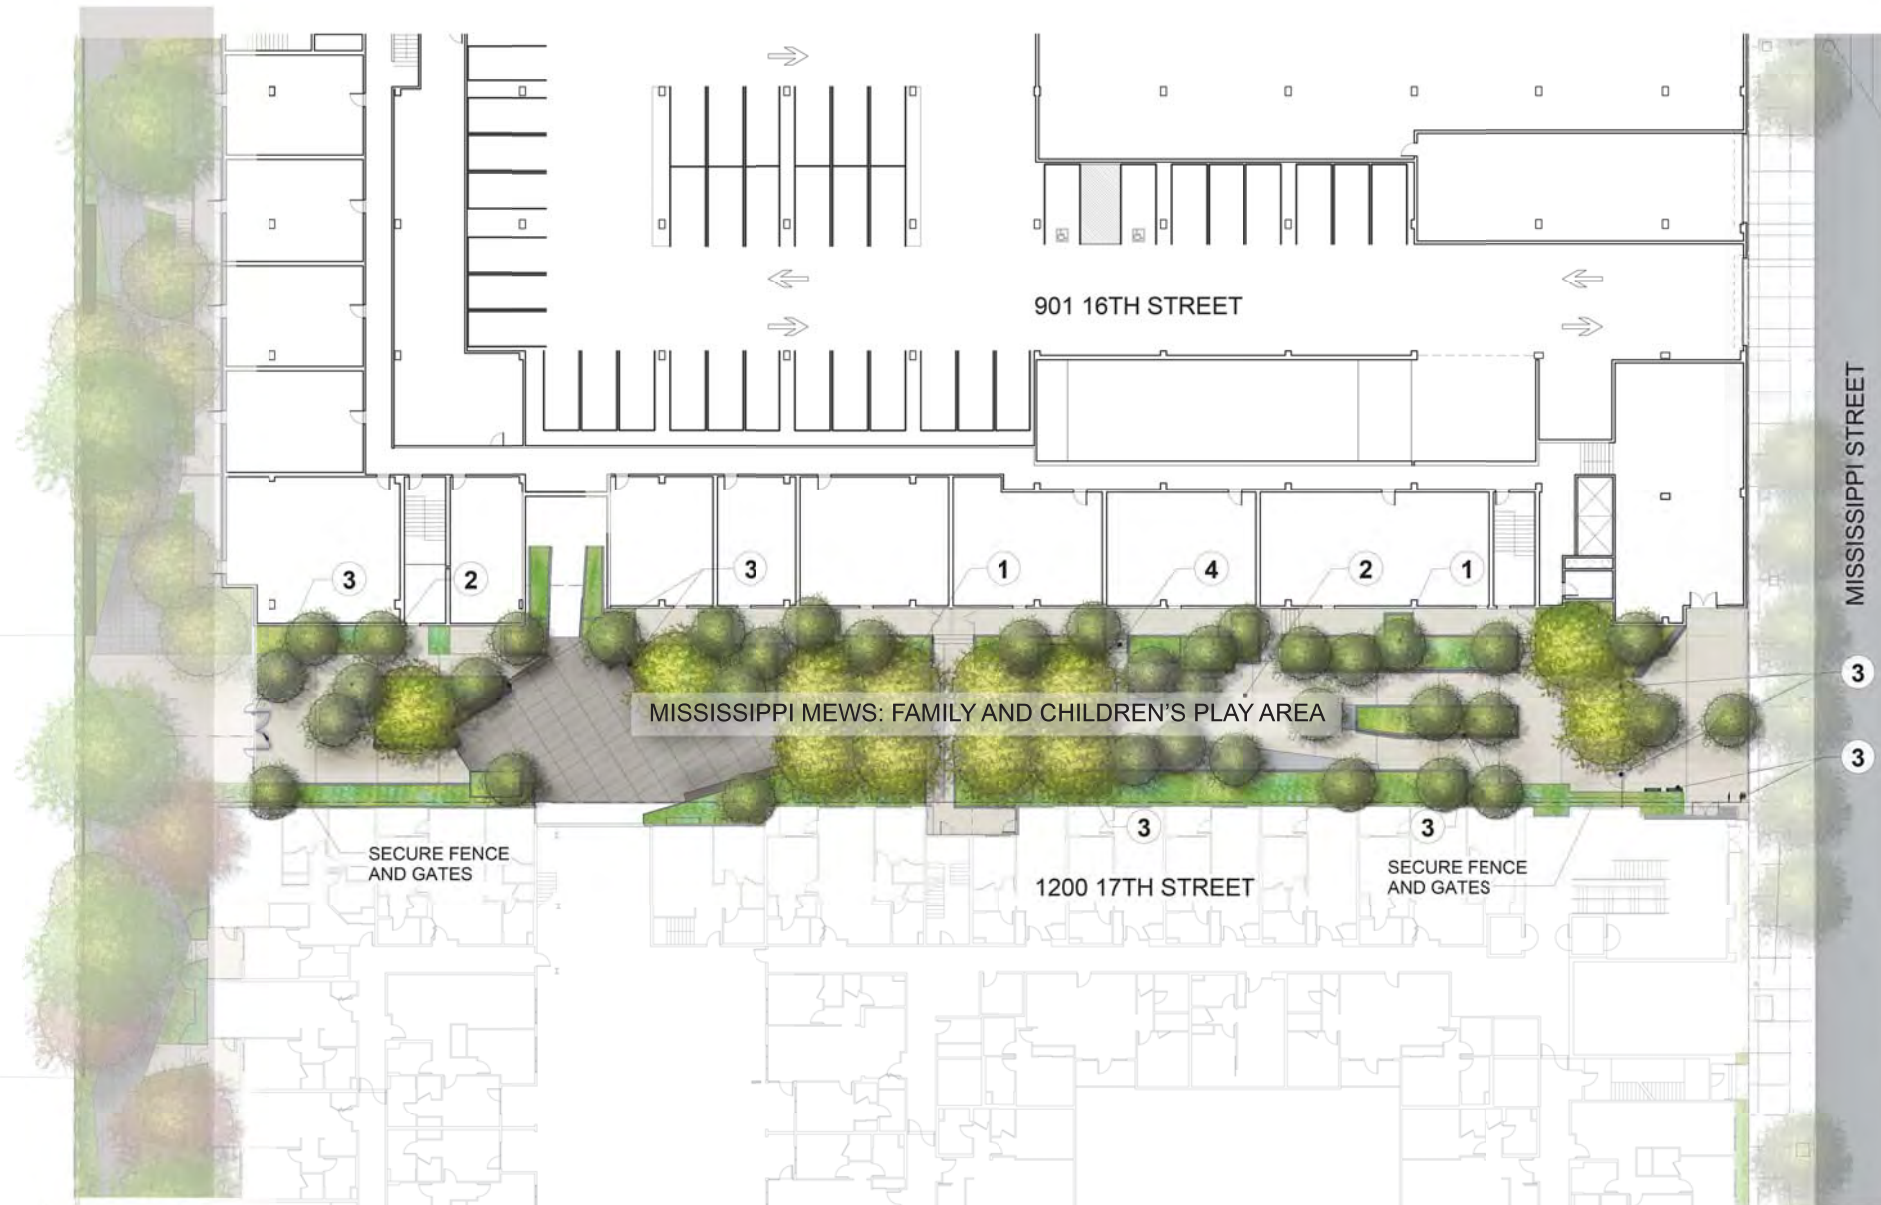 901 16TH STREET
MISSISSIPPI STREET
3
2
3
1
4
2
1
3
MISSISSIPPI MEWS: FAMILY AND CHILDREN'S PLAY AREA
3
3
3
SECURE FENCE
AND GATES
SECURE FENCE
AND GATES
1200 17TH STREET